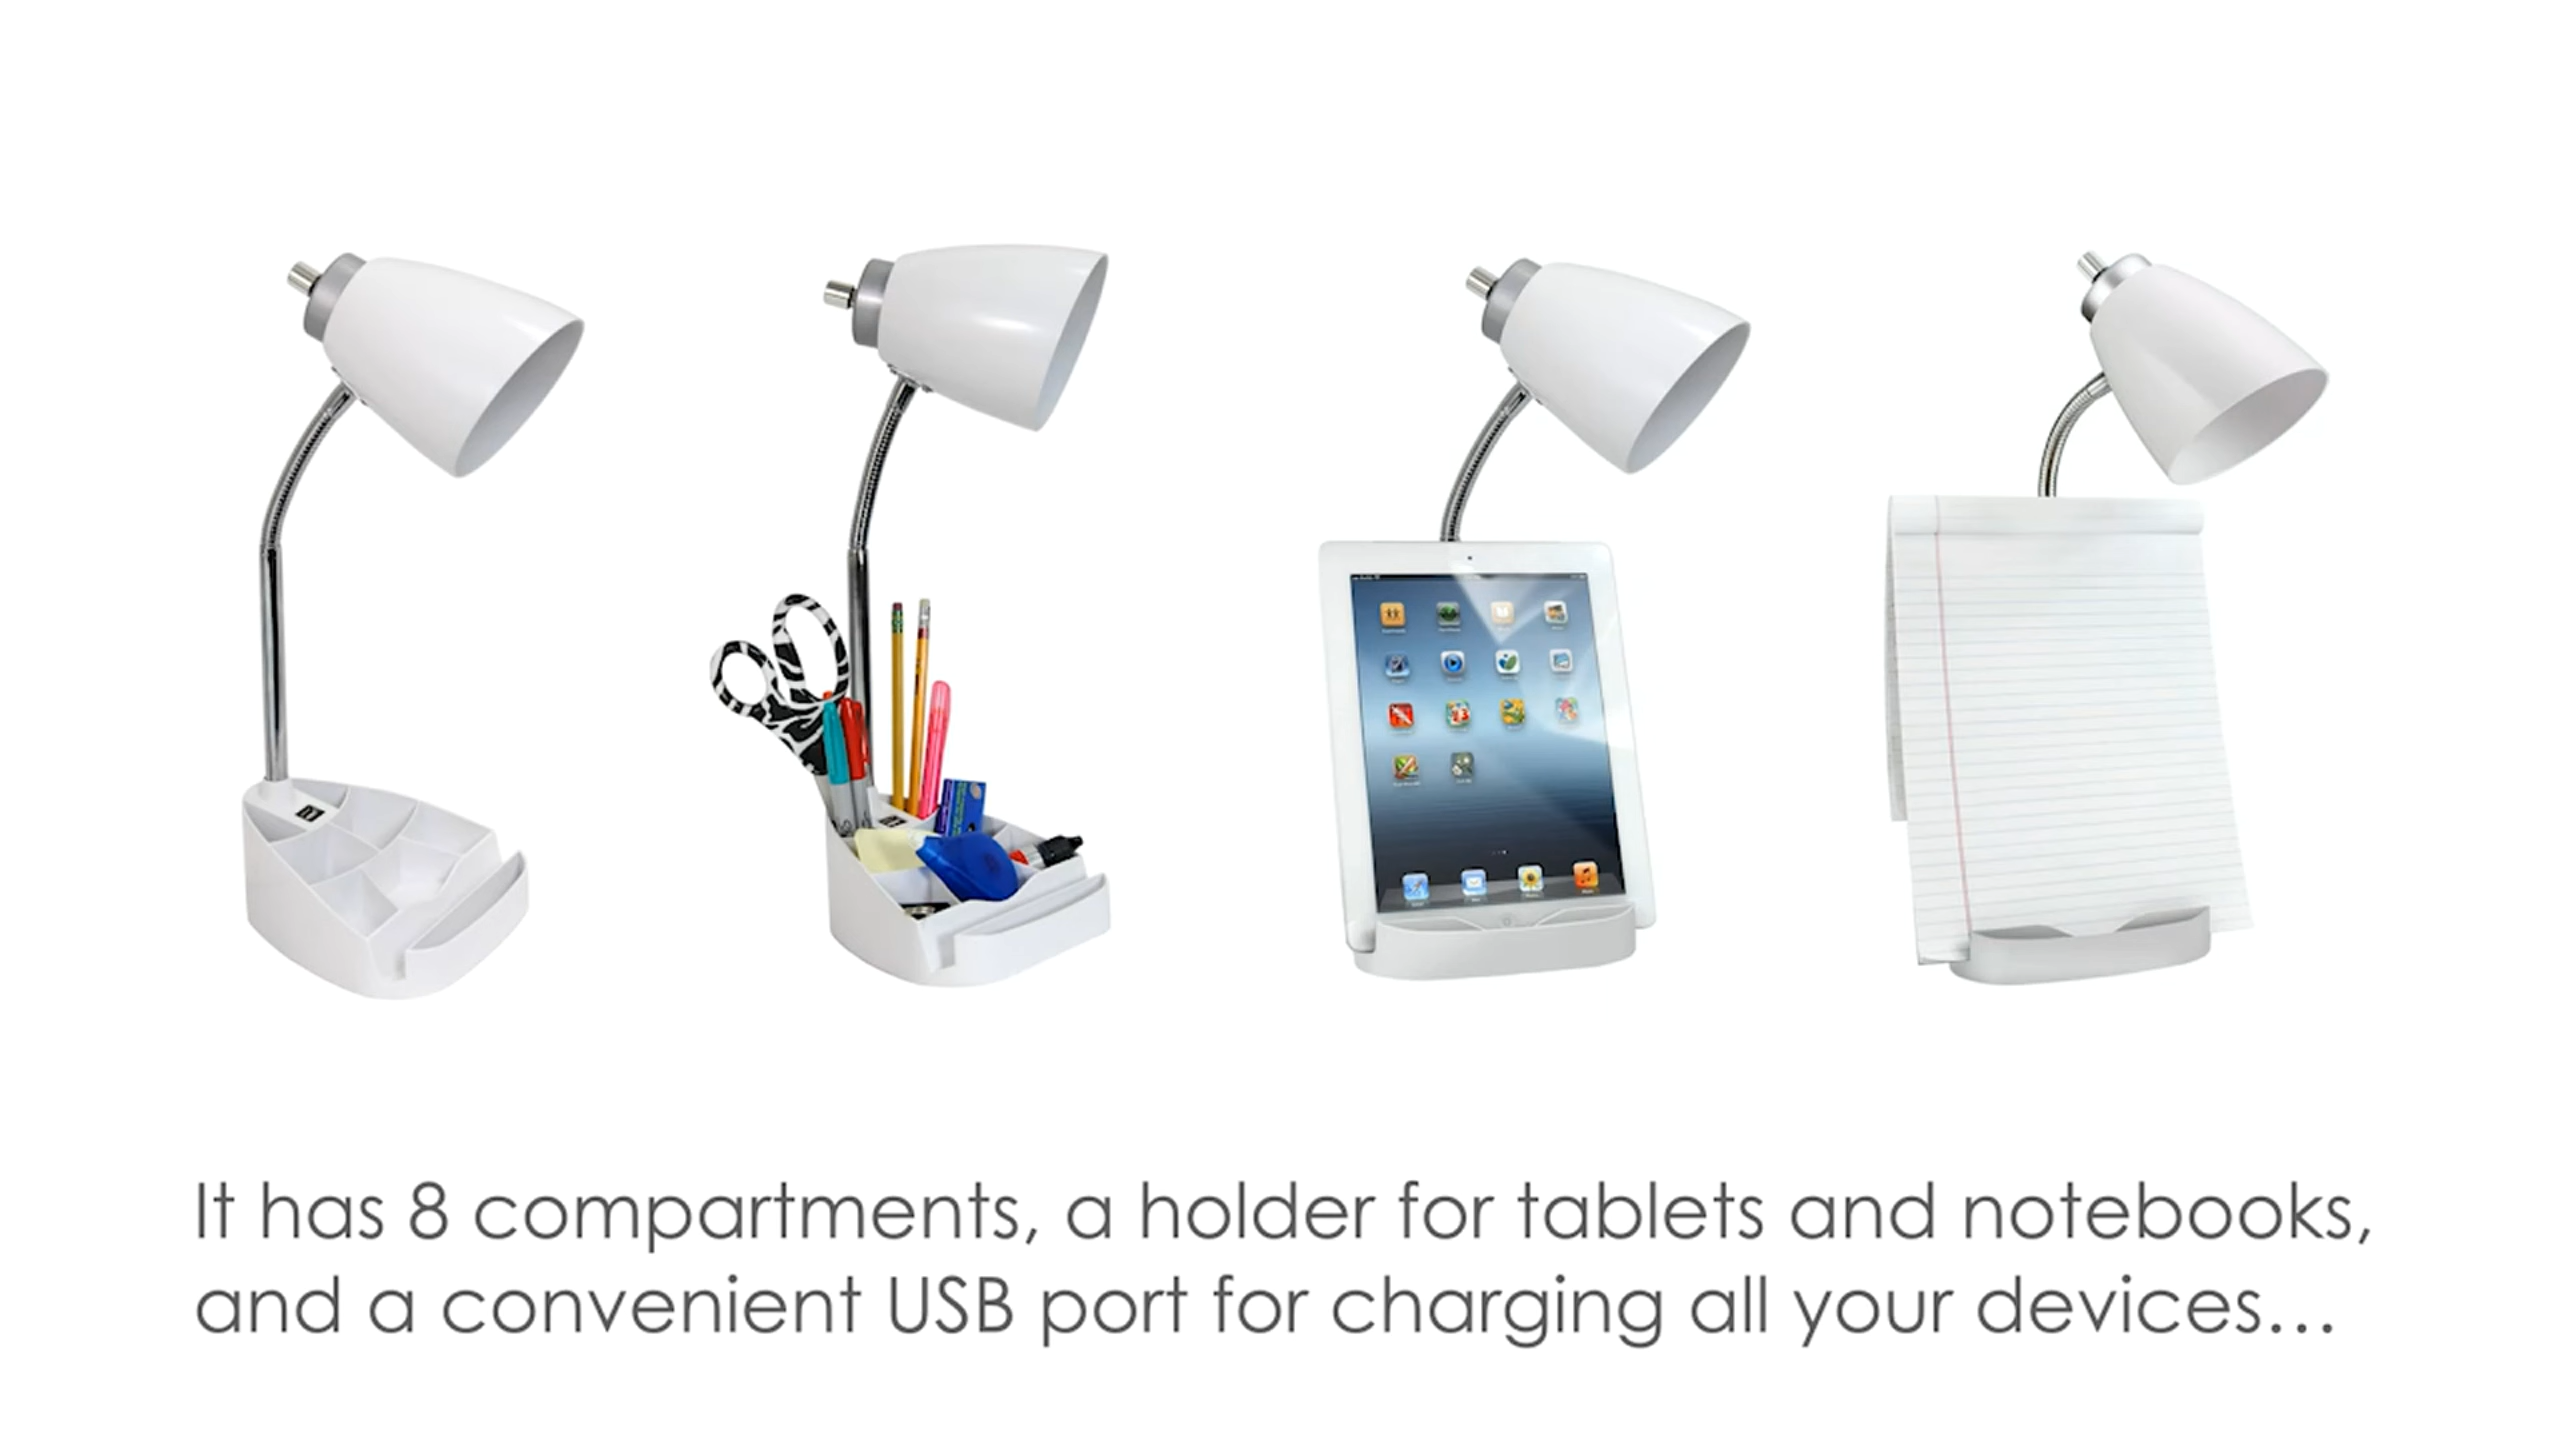 It has 8 compartments, a holder for tablets and notebooks,
and a convenient USB port for charging all your devices…